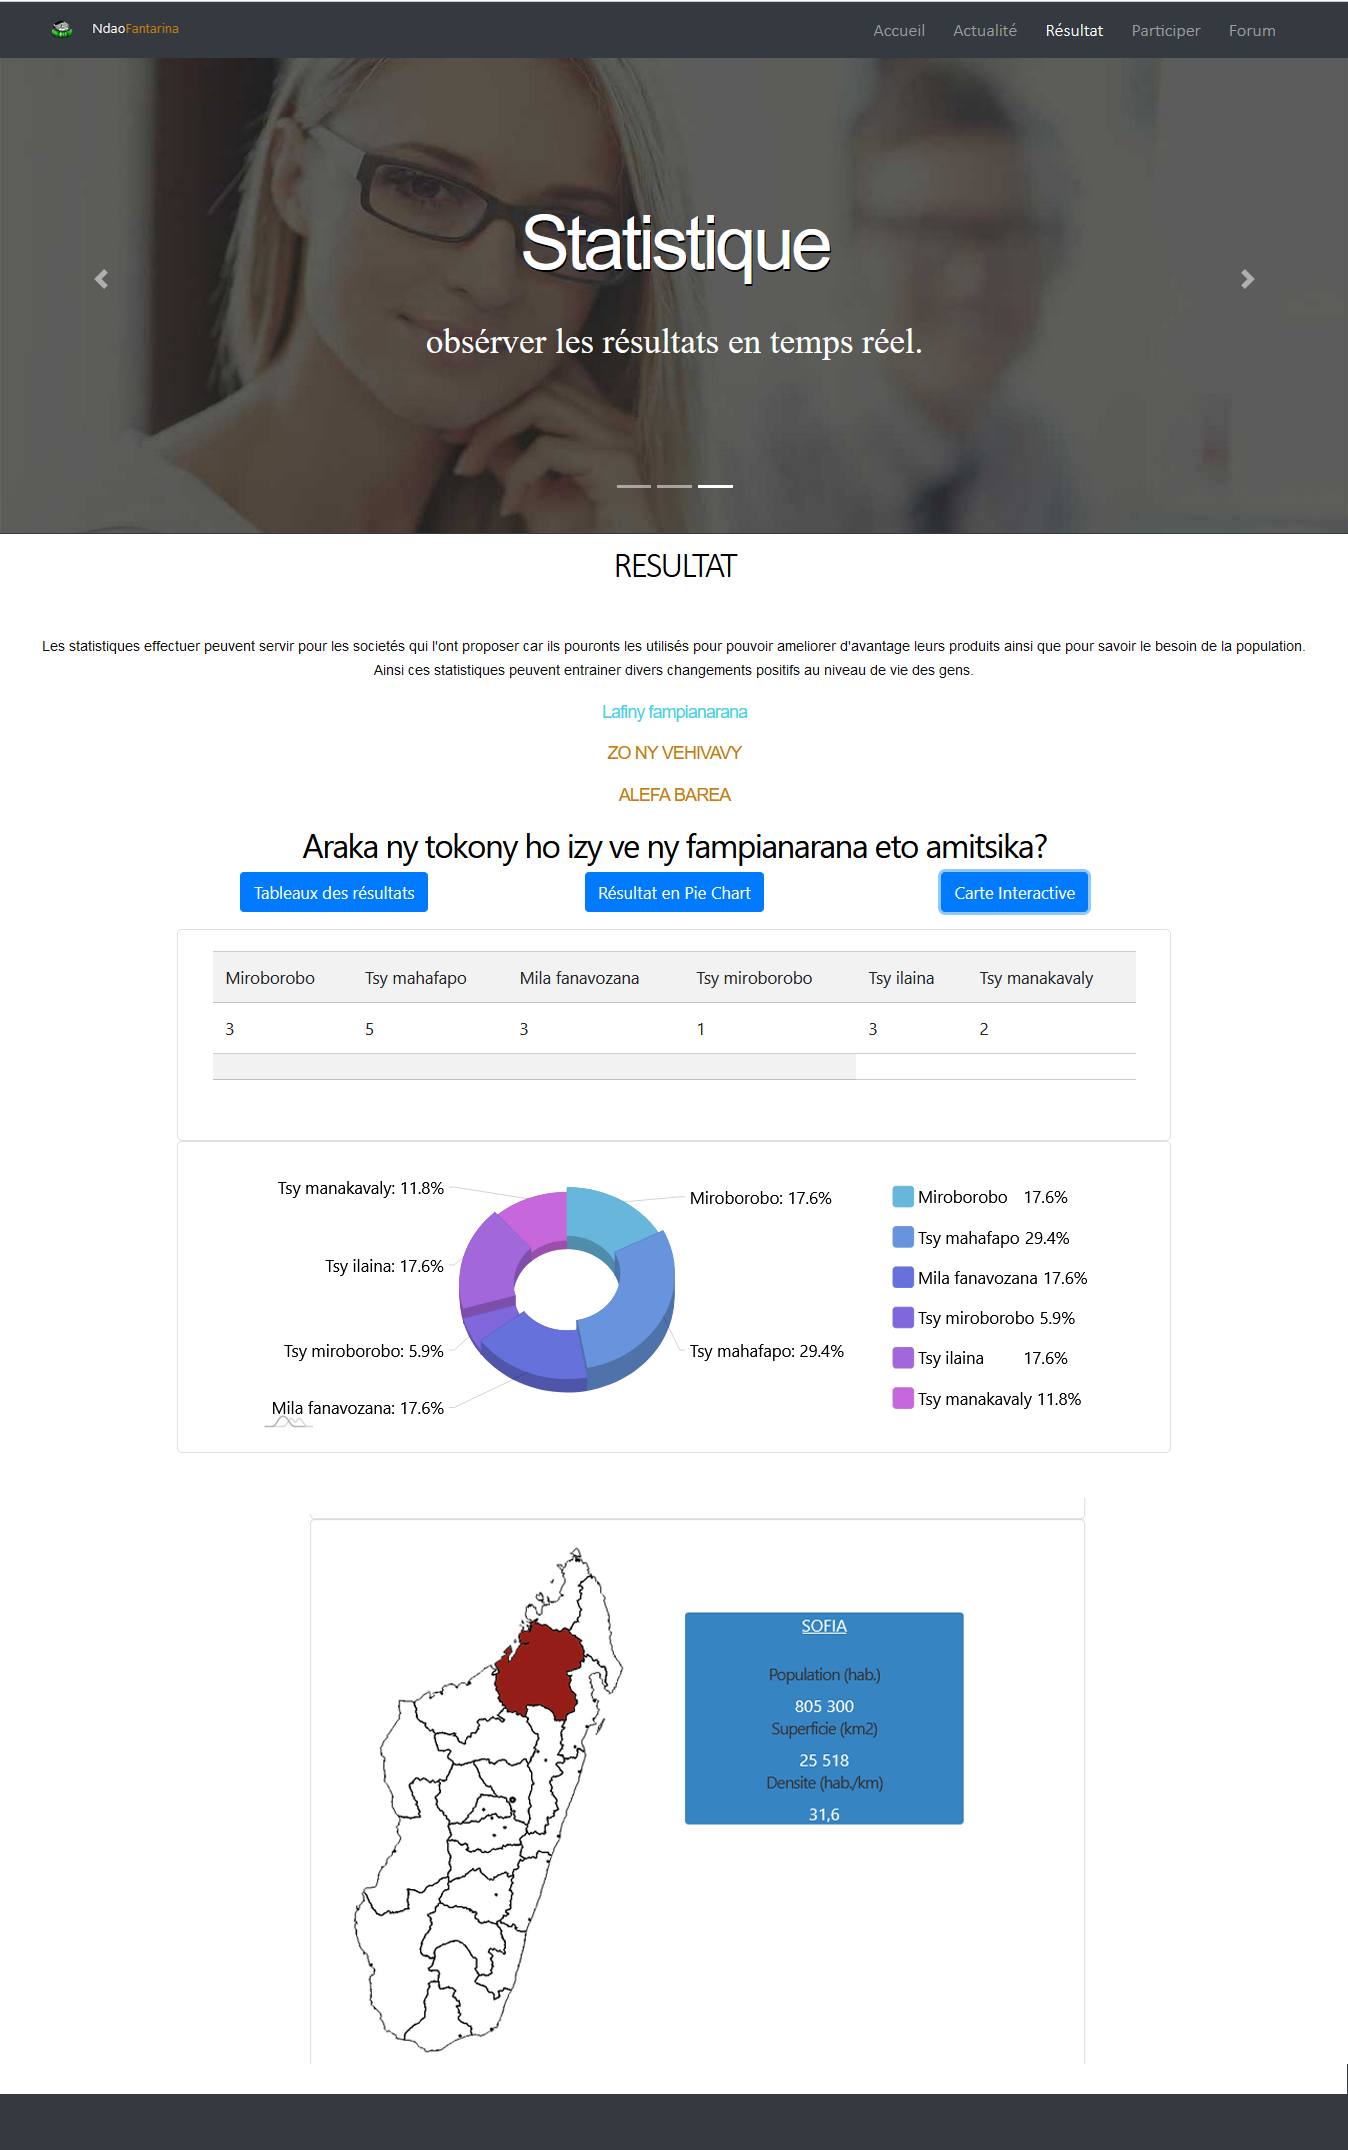 NdaoFantarina
Accueil Actualité Résultat Participer Forum
Statistique
obsérver les résultats en temps réel.
RESULTAT
Les statistiques effectuer peuvent servir pour les societés qui l'ont proposer car ils pouronts les utilisés pour pouvoir ameliorer d'avantage leurs produits ainsi que pour savoir le besoin de la population.
Ainsi ces statistiques peuvent entrainer divers changements positifs au niveau de vie des gens.
Lafiny fampianarana
ZO NY VEHIVAVY
ALEFA BAREA
Araka ny tokony ho izy ve ny fampianarana eto amitsika?
Tableaux des résultats Résultat en Pie Chart Carte Interactive
Miroborobo Tsy mahafapo Mila fanavozana Tsy miroborobo Tsy ilaina Tsy manakavaly
3 5 3 1 3 2
Tsy manakavaly: 11.8%
Miroborobo: 17.6%
Tsy ilaina: 17.6%
Tsy miroborobo: 5.9%
Tsy mahafapo: 29.4%
Mila fanavozana: 17.6%
Miroborobo 17.6%
Tsy mahafapo 29.4%
Mila fanavozana 17.6%
Tsy miroborobo 5.9%
Tsy ilaina 17.6%
Tsy manakavaly 11.8%
SOFIA
Population (hab.)
805 300
Superficie (km2)
25 518
Densite (hab./km)
31,6